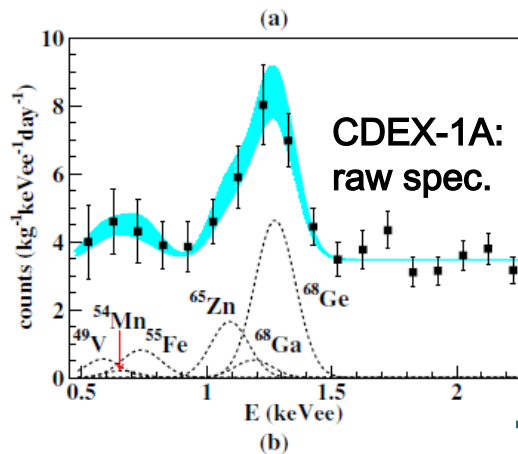 (a)
counts (kg⁻¹keVee⁻¹day⁻¹)
10
8
6
4
2
0
CDEX-1A:
raw spec.
⁴⁹V
⁵⁴Mn
⁵⁵Fe
⁶⁵Zn
⁶⁸Ga
⁶⁸Ge
0.5 1 1.5 2
E (keVee)
(b)